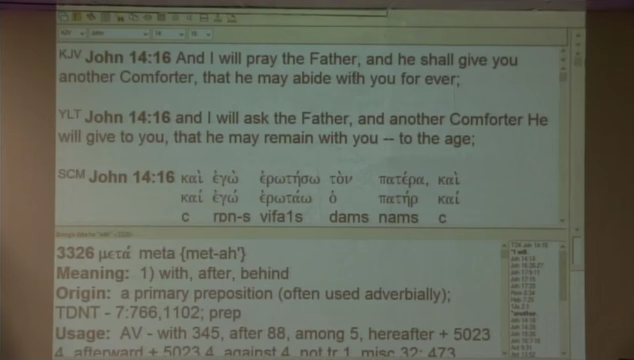 KJV John 14:16 And I will pray the Father, and he shall give you
another Comforter, that he may abide with you for ever;
YLT John 14:16 and I will ask the Father, and another Comforter He
will give to you, that he may remain with you -- to the age;
SCM John 14:16 καὶ ἐγὼ ἐρωτήσω τὸν πατέρα, καὶ
καί ἐγώ ἐρωτάω ὁ πατήρ καί
c rpn-s vifa1s dams nams c
3326 μετά meta {met-ah'}
Meaning: 1) with, after, behind
Origin: a primary preposition (often used adverbially);
TDNT - 7:766,1102; prep
Usage: AV - with 345, after 88, among 5, hereafter + 5023
4, afterward + 5023 4, against 4, not tr 1, misc 32; 473